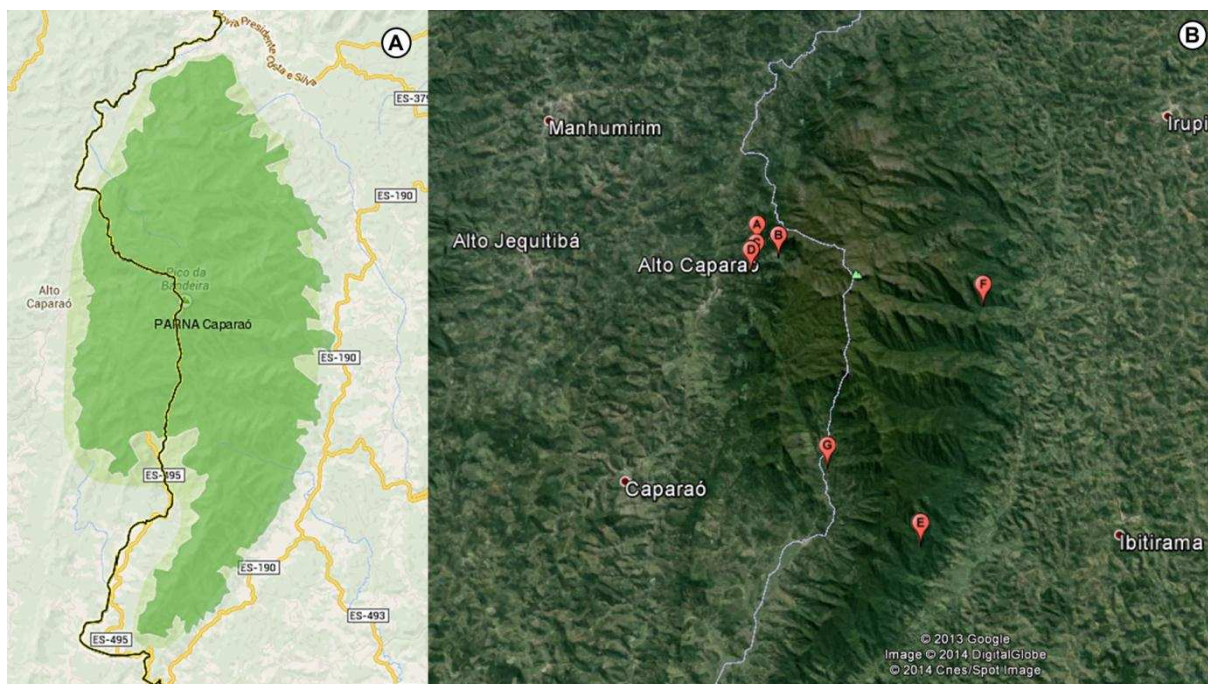 A
Rodovia Presidente
Costa e Silva
ES-379
ES-190
Alto
Caparaó
Pico da
Bandeira
PARNA Caparaó
ES-190
ES-495
ES-190
ES-493
ES-495
B
Manhumirim
Irupi
Alto Jequitibá
A
B
D
Alto Caparaó
F
G
Caparaó
E
Ibitirama
© 2013 Google
Image © 2014 DigitalGlobe
© 2014 Cnes/Spot Image